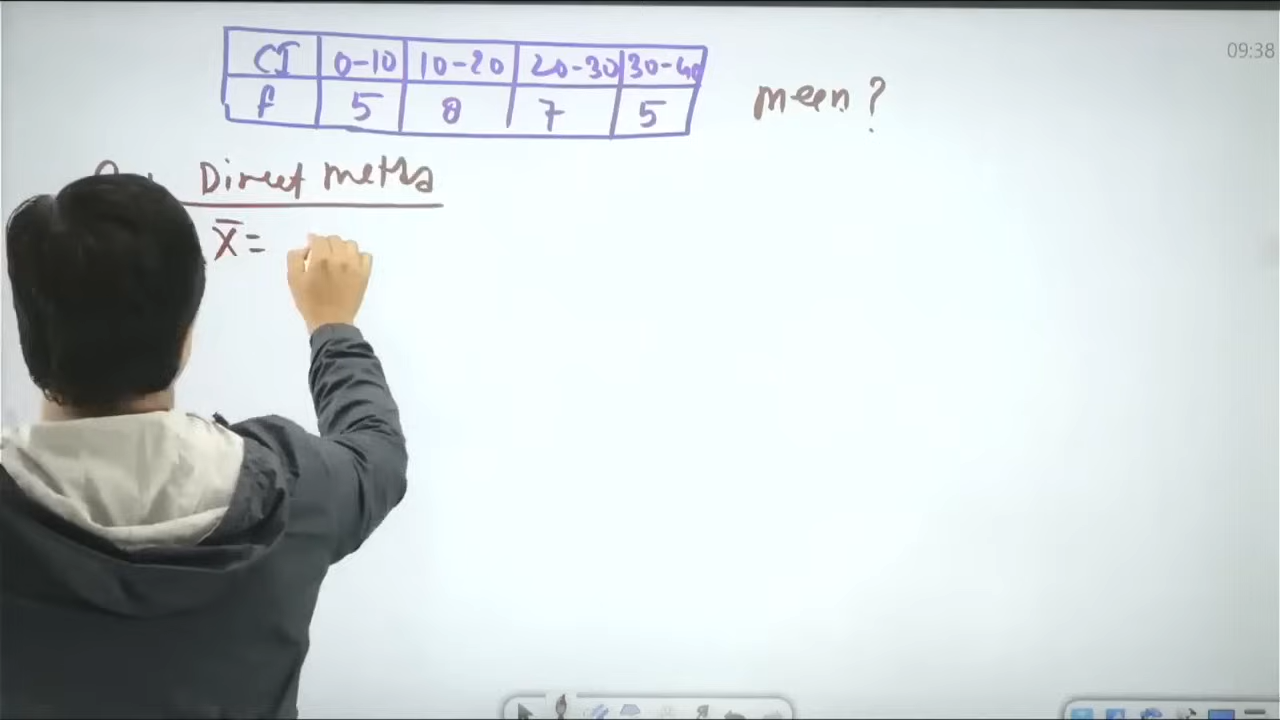 09:38
CI 0-10 10-20 20-30 30-40
f 5 8 7 5
mean?
Direct metho
x̄ =